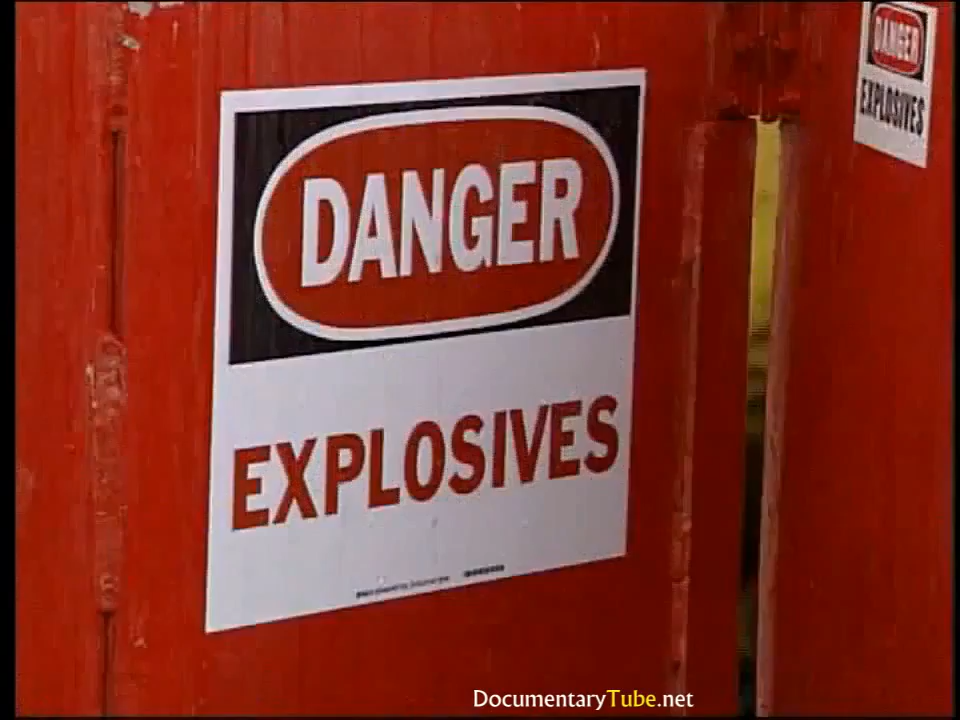 DANGER
EXPLOSIVES
DANGER
EXPLOSIVES
DocumentaryTube.net